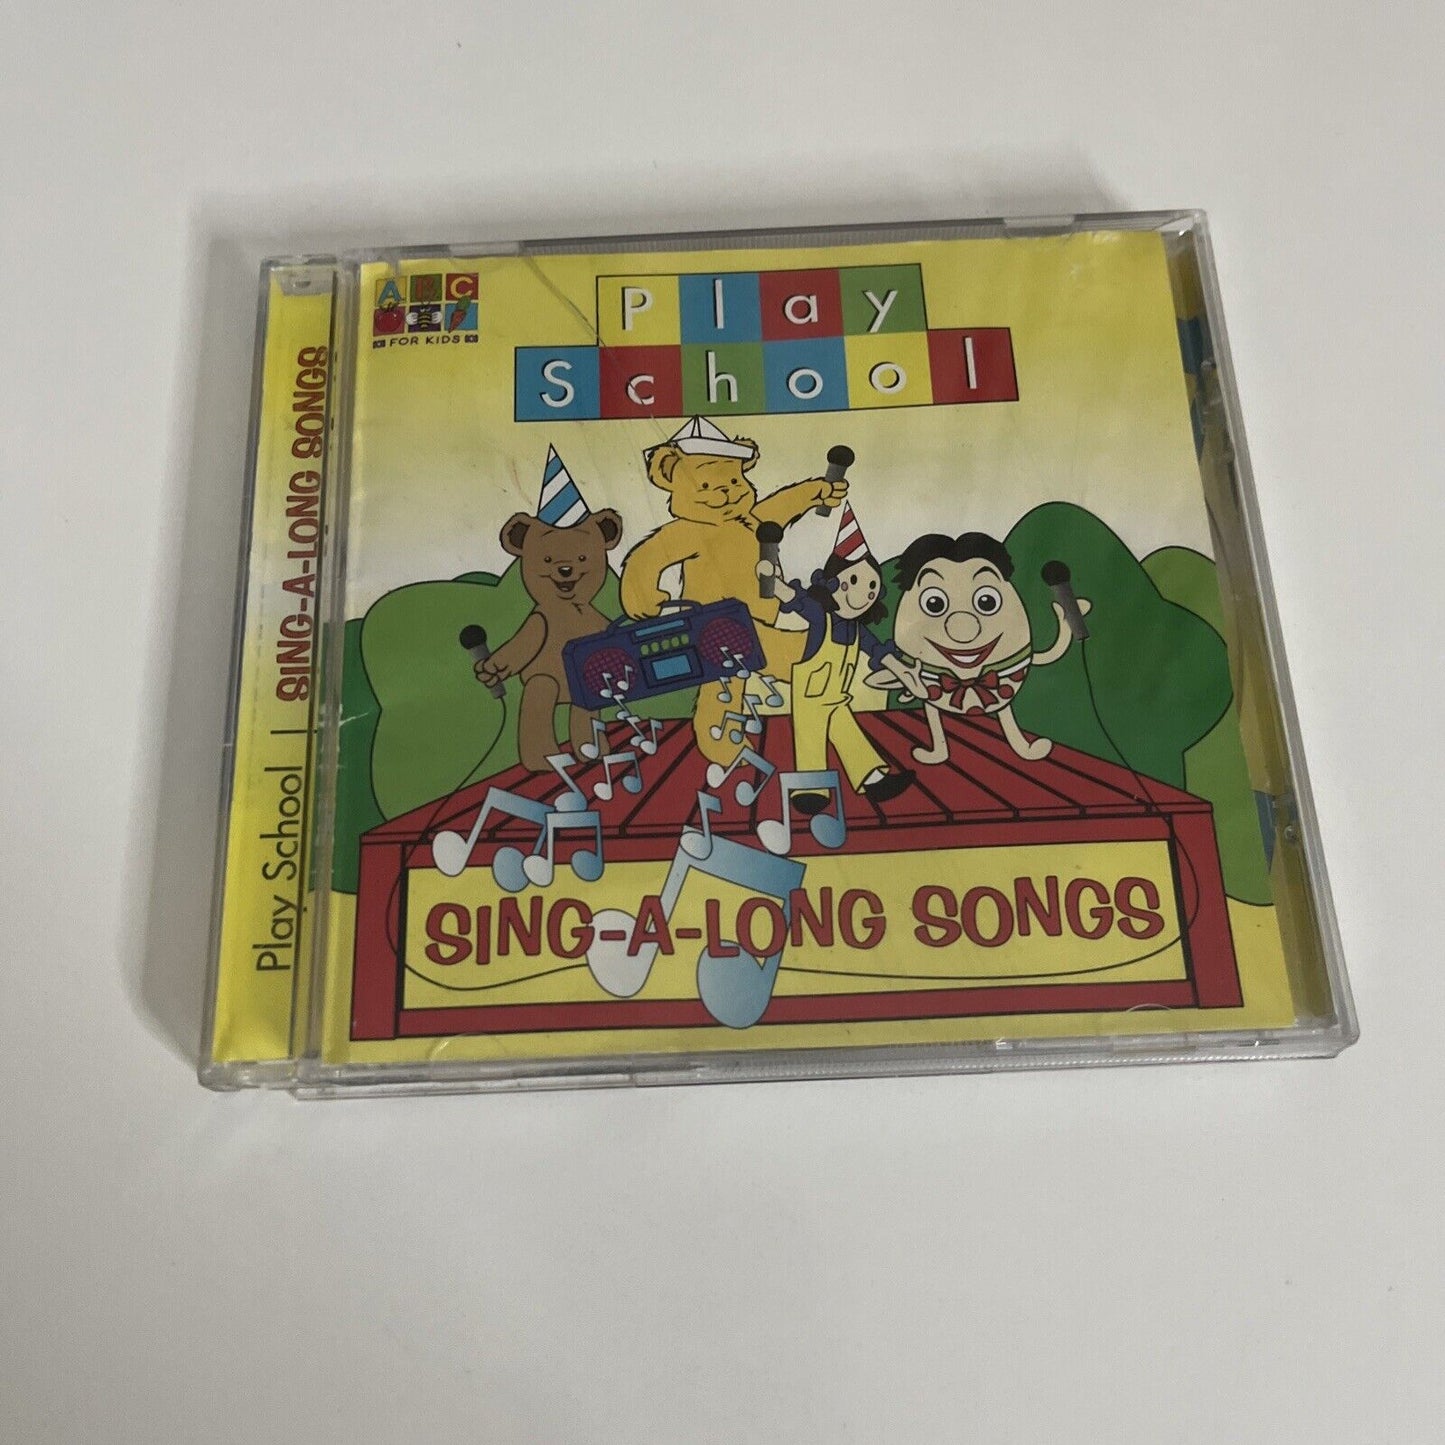 ABC
FOR KIDS
Play
School
SING-A-LONG SONGS
Play School | SING-A-LONG SONGS